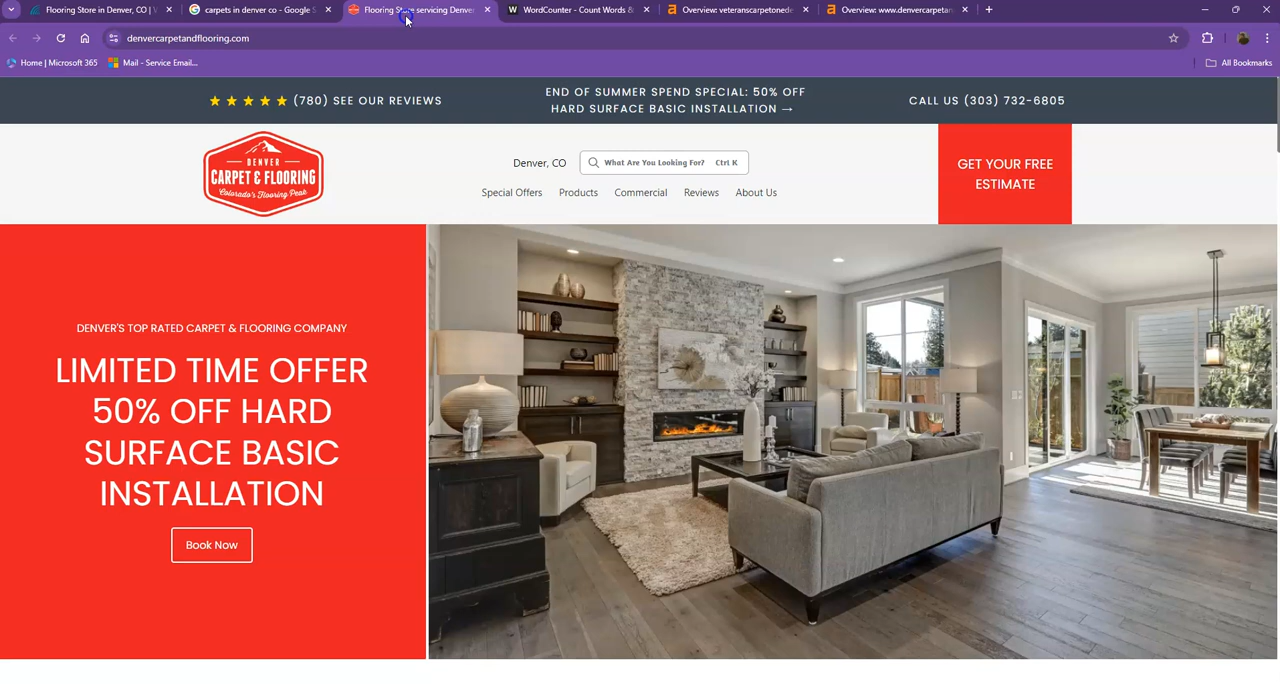 Flooring Store in Denver, CO | V
carpets in denver co - Google S
Flooring Store servicing Denver
WordCounter - Count Words &
Overview: veteranscarpetonede
Overview: www.denvercarpetan
denvercarpetandflooring.com
Home | Microsoft 365
Mail - Service Email...
All Bookmarks
(780) SEE OUR REVIEWS
END OF SUMMER SPEND SPECIAL: 50% OFF
HARD SURFACE BASIC INSTALLATION →
CALL US (303) 732-6805
DENVER
CARPET & FLOORING
Colorado's Flooring Peak
Denver, CO
What Are You Looking For? Ctrl K
Special Offers Products Commercial Reviews About Us
GET YOUR FREE
ESTIMATE
DENVER'S TOP RATED CARPET & FLOORING COMPANY
LIMITED TIME OFFER
50% OFF HARD
SURFACE BASIC
INSTALLATION
Book Now